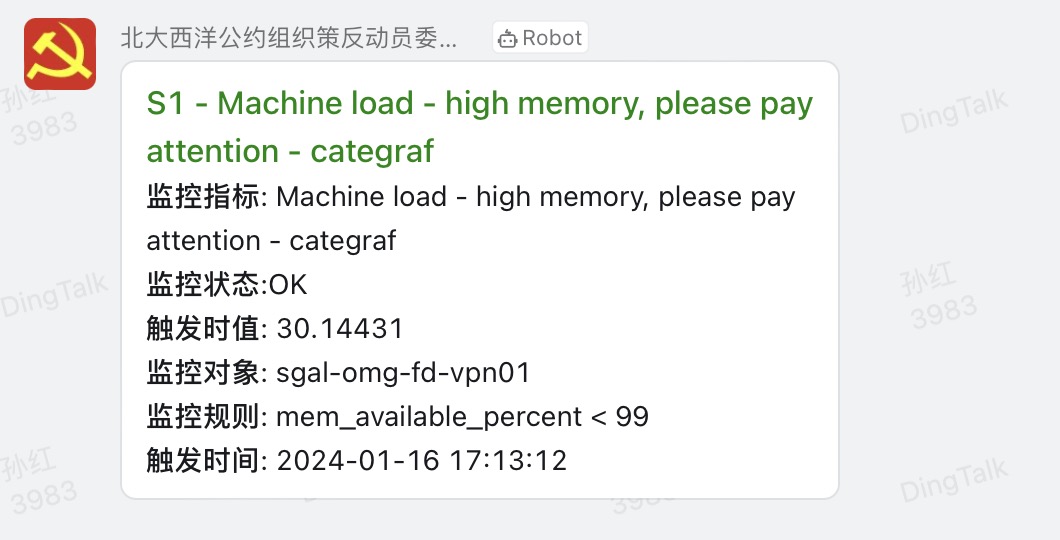 北大西洋公约组织策反动员委... Robot
S1 - Machine load - high memory, please pay
attention - categraf
监控指标: Machine load - high memory, please pay
attention - categraf
监控状态:OK
触发时值: 30.14431
监控对象: sgal-omg-fd-vpn01
监控规则: mem_available_percent < 99
触发时间: 2024-01-16 17:13:12
孙红
3983
DingTalk
DingTalk
孙红
3983
孙红
3983
DingTalk